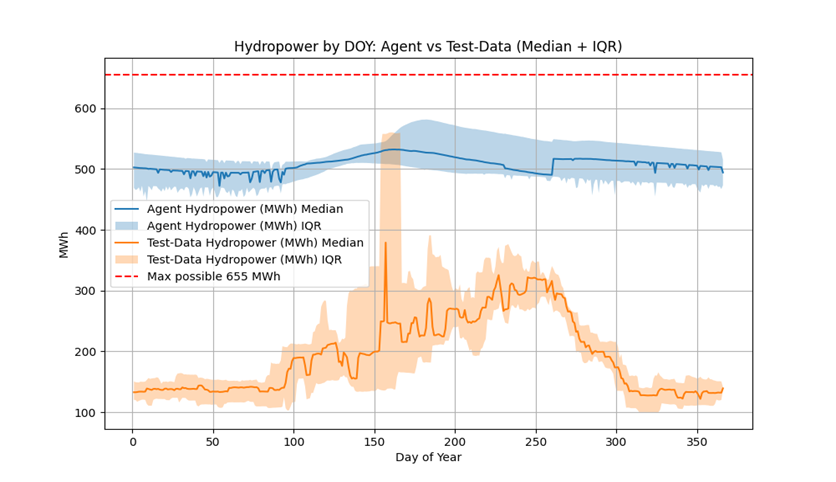 Hydropower by DOY: Agent vs Test-Data (Median + IQR)
600
500
400
300
200
100
MWh
Agent Hydropower (MWh) Median
Agent Hydropower (MWh) IQR
Test-Data Hydropower (MWh) Median
Test-Data Hydropower (MWh) IQR
Max possible 655 MWh
0 50 100 150 200 250 300 350
Day of Year